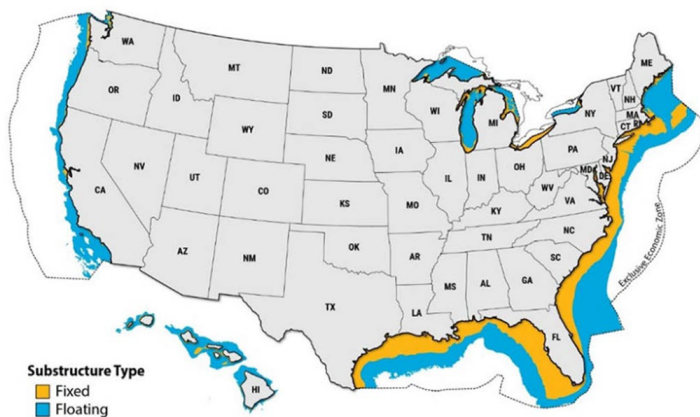 WA
MT
ND
MN
ME
OR
ID
WY
SD
WI
MI
VT
NH
NY
MA
CT RI
NV
UT
CO
NE
IA
IL
IN
OH
PA
NJ
MD
DE
WV
VA
CA
KS
MO
KY
AZ
NM
OK
AR
TN
NC
SC
TX
LA
MS
AL
GA
FL
HI
Exclusive Economic Zone
Substructure Type
Fixed
Floating